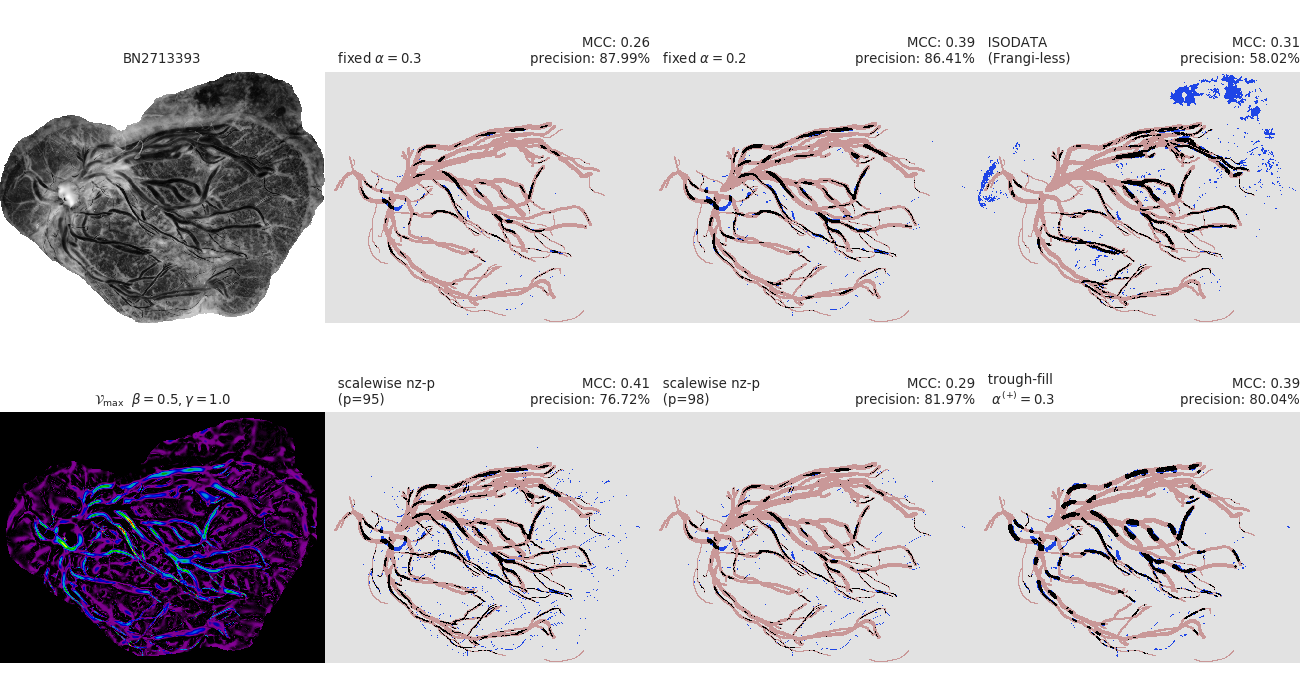 BN2713393
fixed α = 0.3
MCC: 0.26
precision: 87.99%
fixed α = 0.2
MCC: 0.39
precision: 86.41%
ISODATA
(Frangi-less)
MCC: 0.31
precision: 58.02%
𝒱max β = 0.5, γ = 1.0
scalewise nz-p
(p=95)
MCC: 0.41
precision: 76.72%
scalewise nz-p
(p=98)
MCC: 0.29
precision: 81.97%
trough-fill
α(+) = 0.3
MCC: 0.39
precision: 80.04%